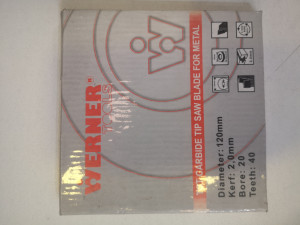 WERNER
CARBIDE TIP SAW BLADE FOR METAL
Diameter: 120mm
Kerf: 2.0mm
Bore: 20
Teeth: 40